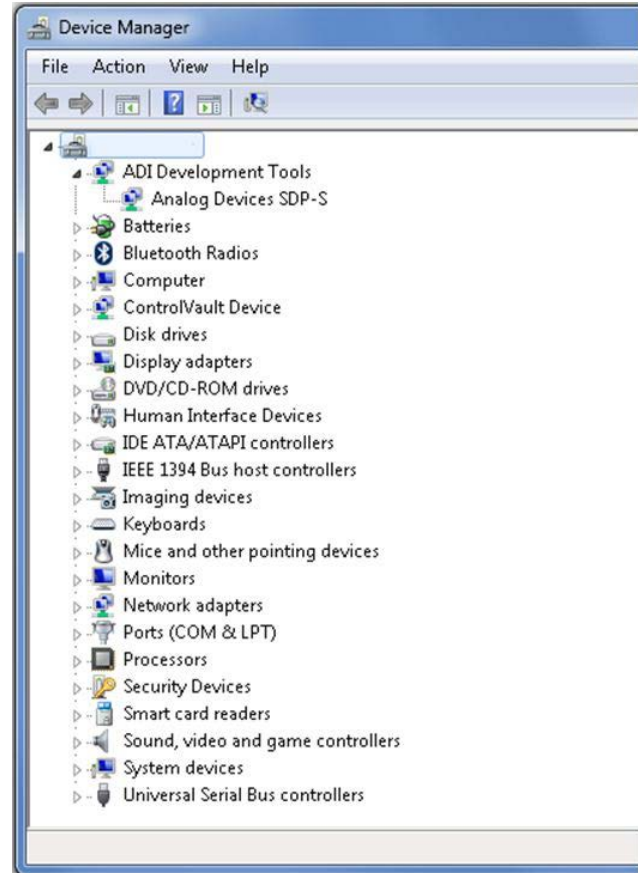 Device Manager
File Action View Help
ADI Development Tools
Analog Devices SDP-S
Batteries
Bluetooth Radios
Computer
ControlVault Device
Disk drives
Display adapters
DVD/CD-ROM drives
Human Interface Devices
IDE ATA/ATAPI controllers
IEEE 1394 Bus host controllers
Imaging devices
Keyboards
Mice and other pointing devices
Monitors
Network adapters
Ports (COM & LPT)
Processors
Security Devices
Smart card readers
Sound, video and game controllers
System devices
Universal Serial Bus controllers